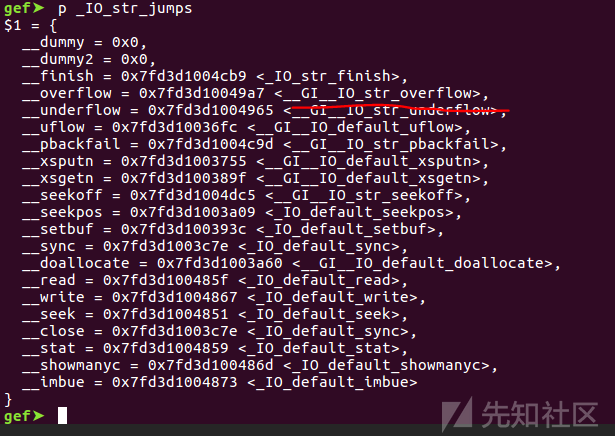 gef➤  p _IO_str_jumps
$1 = {
  __dummy = 0x0,
  __dummy2 = 0x0,
  __finish = 0x7fd3d1004cb9 <_IO_str_finish>,
  __overflow = 0x7fd3d10049a7 <__GI__IO_str_overflow>,
  __underflow = 0x7fd3d1004965 <__GI__IO_str_underflow>,
  __uflow = 0x7fd3d10036fc <__GI__IO_default_uflow>,
  __pbackfail = 0x7fd3d1004c9d <__GI__IO_str_pbackfail>,
  __xsputn = 0x7fd3d1003755 <__GI__IO_default_xsputn>,
  __xsgetn = 0x7fd3d100389f <__GI__IO_default_xsgetn>,
  __seekoff = 0x7fd3d1004dc5 <__GI__IO_str_seekoff>,
  __seekpos = 0x7fd3d1003a09 <_IO_default_seekpos>,
  __setbuf = 0x7fd3d100393c <_IO_default_setbuf>,
  __sync = 0x7fd3d1003c7e <_IO_default_sync>,
  __doallocate = 0x7fd3d1003a60 <__GI__IO_default_doallocate>,
  __read = 0x7fd3d100485f <_IO_default_read>,
  __write = 0x7fd3d1004867 <_IO_default_write>,
  __seek = 0x7fd3d1004851 <_IO_default_seek>,
  __close = 0x7fd3d1003c7e <_IO_default_sync>,
  __stat = 0x7fd3d1004859 <_IO_default_stat>,
  __showmanyc = 0x7fd3d100486d <_IO_default_showmanyc>,
  __imbue = 0x7fd3d1004873 <_IO_default_imbue>
}
gef➤
先知社区